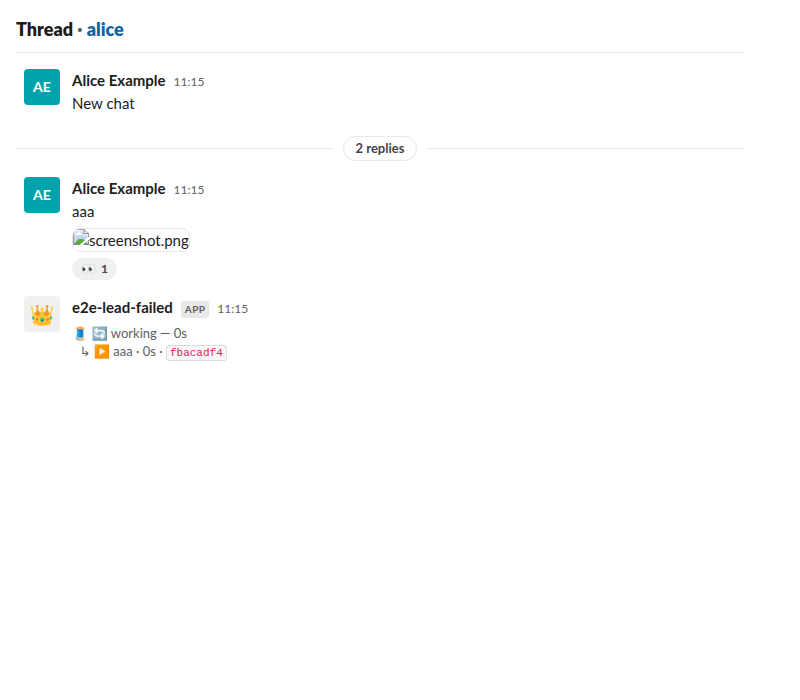 Thread • alice
AE
Alice Example 11:15
New chat
2 replies
AE
Alice Example 11:15
aaa
screenshot.png
👀 1
e2e-lead-failed APP 11:15
🧵 🔄 working — 0s
↳ ▶️ aaa · 0s · fbacadf4